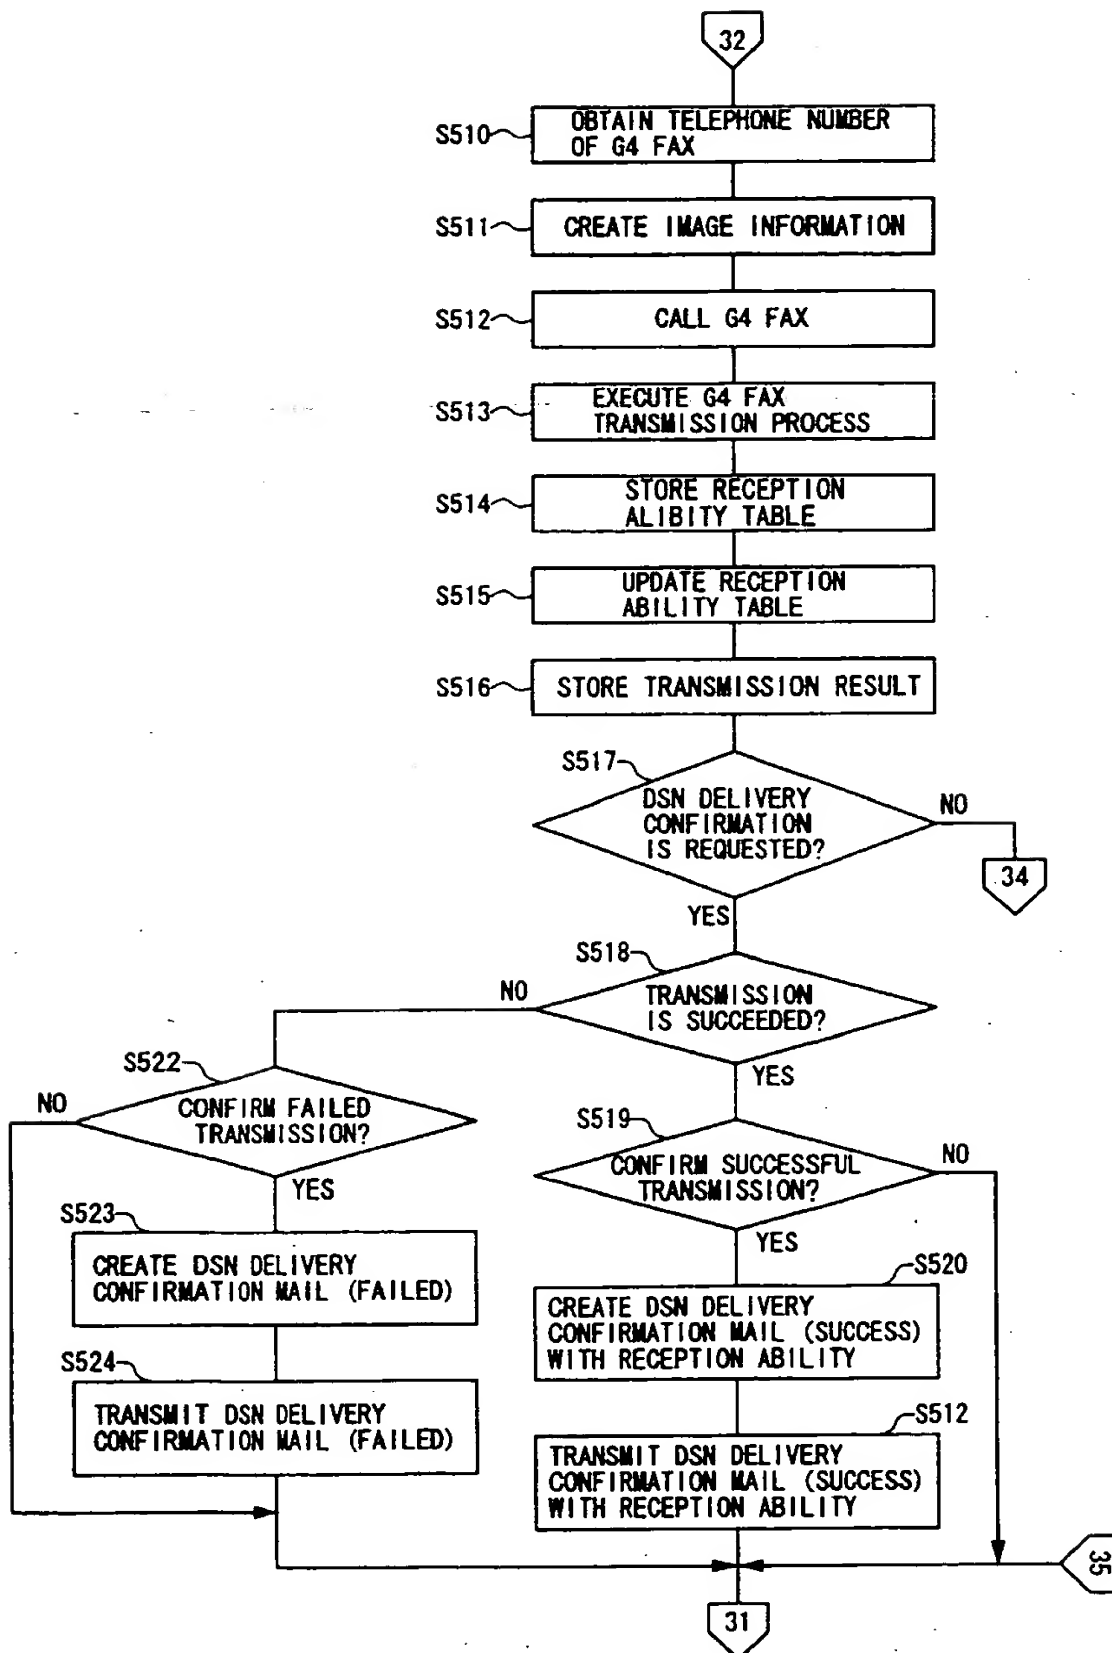 32
S510
OBTAIN TELEPHONE NUMBER
OF G4 FAX
S511
CREATE IMAGE INFORMATION
S512
CALL G4 FAX
S513
EXECUTE G4 FAX
TRANSMISSION PROCESS
S514
STORE RECEPTION
ALIBITY TABLE
S515
UPDATE RECEPTION
ABILITY TABLE
S516
STORE TRANSMISSION RESULT
S517
DSN DELIVERY
CONFIRMATION
IS REQUESTED?
NO
34
YES
S518
TRANSMISSION
IS SUCCEEDED?
NO
YES
S522
CONFIRM FAILED
TRANSMISSION?
NO
YES
S519
CONFIRM SUCCESSFUL
TRANSMISSION?
NO
YES
S523
CREATE DSN DELIVERY
CONFIRMATION MAIL (FAILED)
S520
CREATE DSN DELIVERY
CONFIRMATION MAIL (SUCCESS)
WITH RECEPTION ABILITY
S524
TRANSMIT DSN DELIVERY
CONFIRMATION MAIL (FAILED)
S512
TRANSMIT DSN DELIVERY
CONFIRMATION MAIL (SUCCESS)
WITH RECEPTION ABILITY
35
31